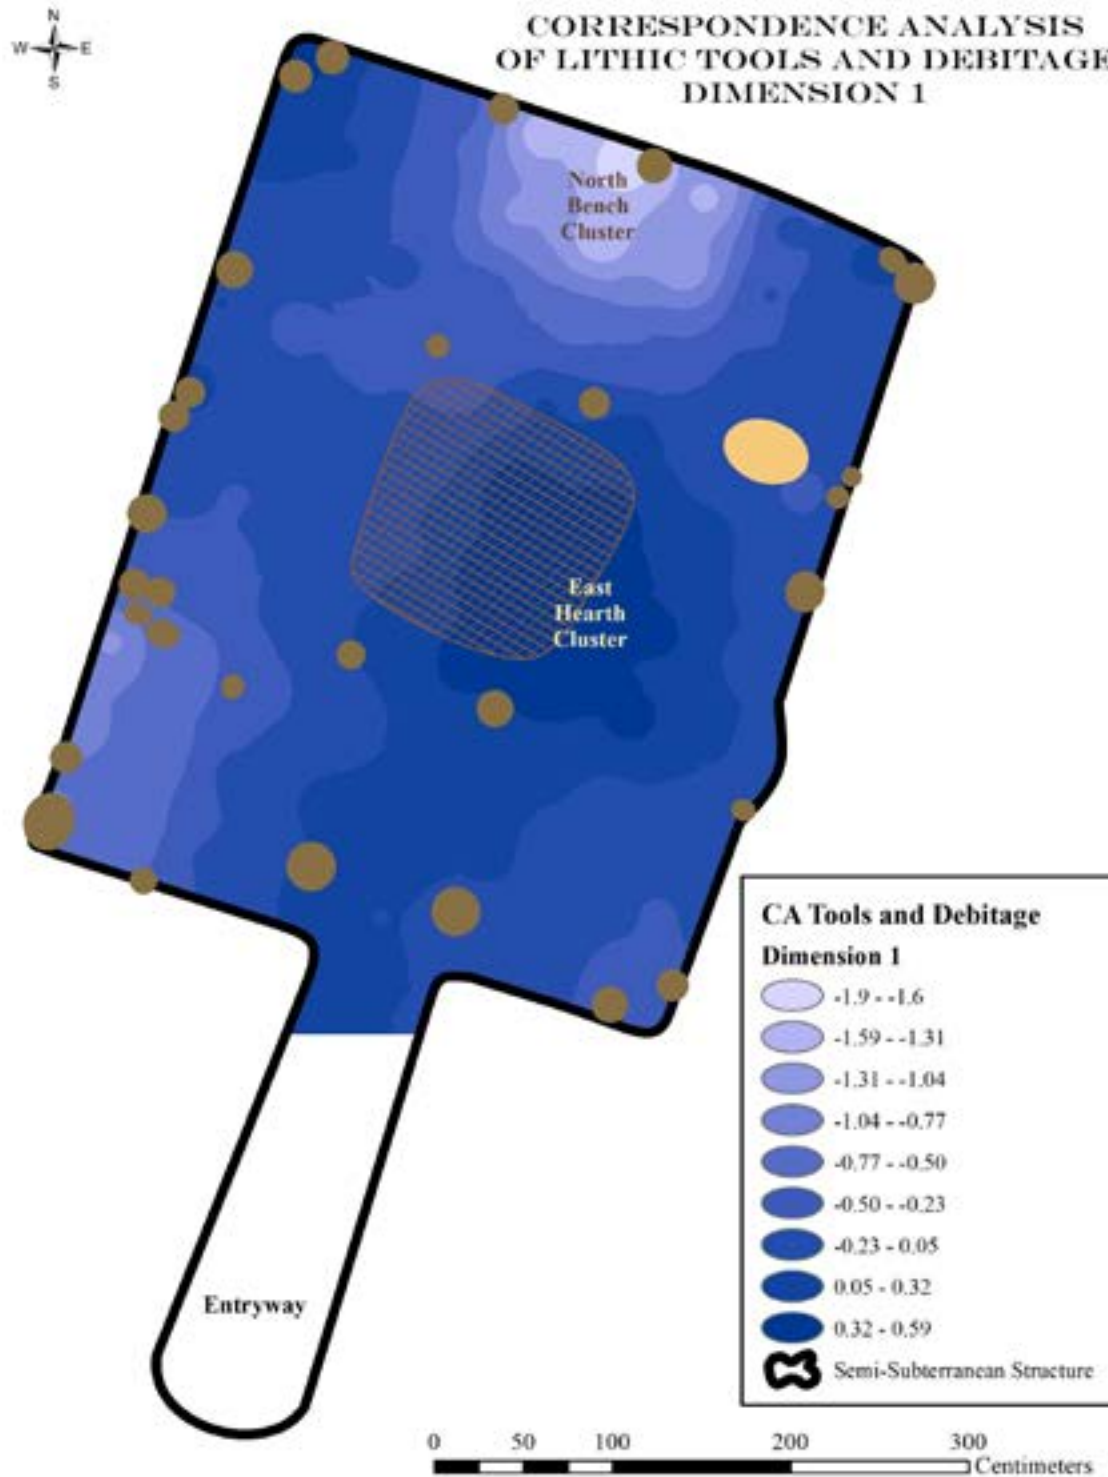 N
W E
S
CORRESPONDENCE ANALYSIS
OF LITHIC TOOLS AND DEBITAGE
DIMENSION 1
North
Bench
Cluster
East
Hearth
Cluster
CA Tools and Debitage
Dimension 1
-1.9 - -1.6
-1.59 - -1.31
-1.31 - -1.04
-1.04 - -0.77
-0.77 - -0.50
-0.50 - -0.23
-0.23 - 0.05
0.05 - 0.32
0.32 - 0.59
Semi-Subterranean Structure
Entryway
0 50 100 200 300
Centimeters